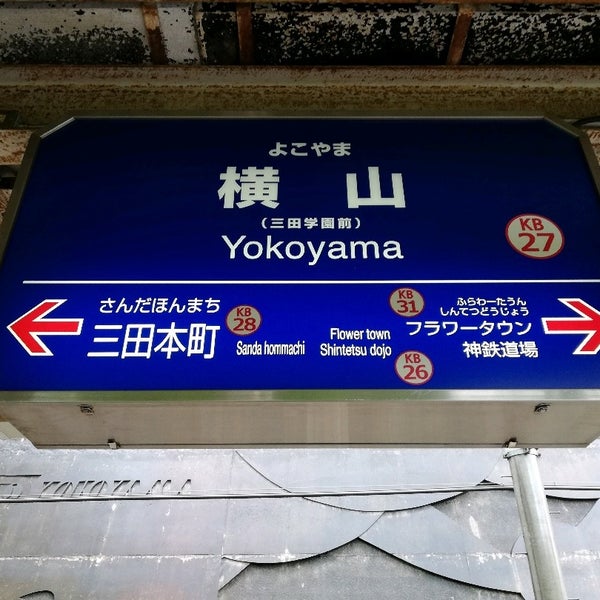 よこやま
横 山
(三田学園前)
Yokoyama
KB
27
さんだほんまち
三田本町
KB
28
Sanda hommachi
KB
31
ふらわーたうん
しんてつどうじょう
Flower town
フラワータウン
Shintetsu dojo
神鉄道場
KB
26
YOKOYAMA